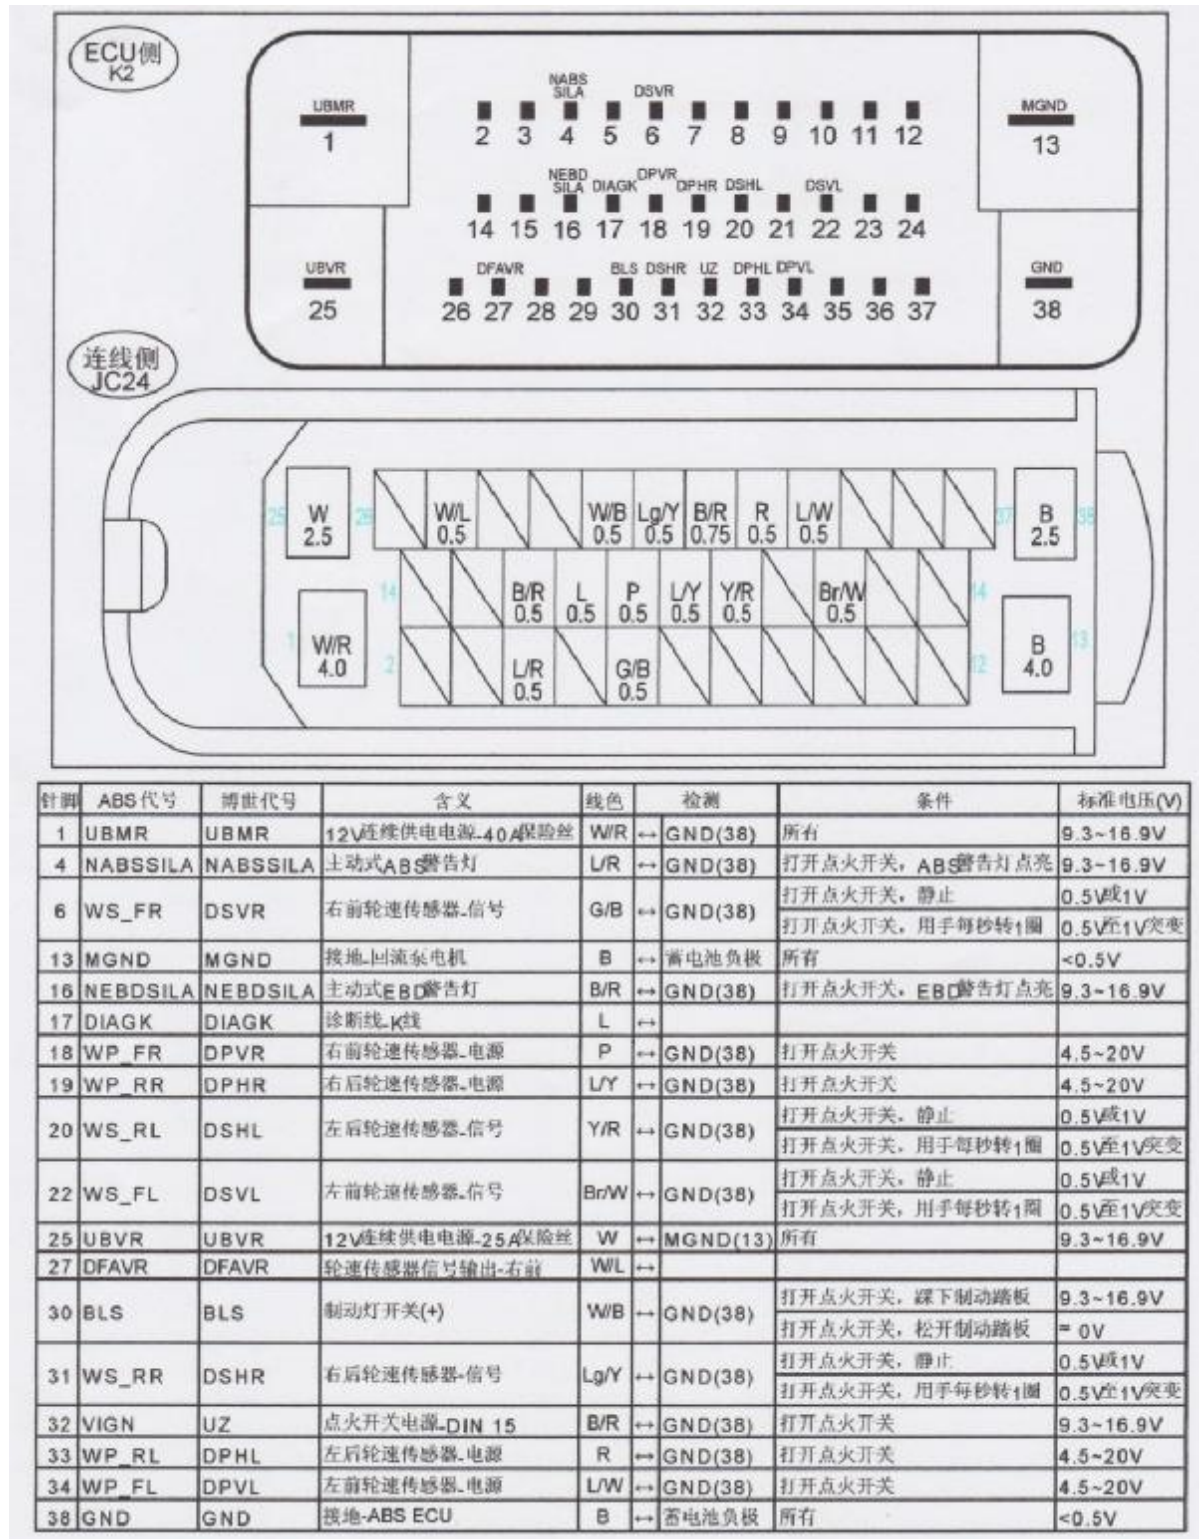 ECU侧
K2
NABS
SILA
DSVR
UBMR
MGND
1
2 3 4 5 6 7 8 9 10 11 12
13
NEBD
SILA DIAGK DPVR DPHR DSHL DSVL
14 15 16 17 18 19 20 21 22 23 24
UBVR
DFAVR BLS DSHR UZ DPHL DPVL
GND
25
26 27 28 29 30 31 32 33 34 35 36 37
38
连线侧
JC24
25 W 26 W/L W/B Lg/Y B/R R L/W 37 B 38
2.5 0.5 0.5 0.5 0.75 0.5 0.5 2.5
14 B/R L P L/Y Y/R Br/W 14
0.5 0.5 0.5 0.5 0.5 0.5
1 W/R 2 L/R G/B 12 B 13
4.0 0.5 0.5 4.0
针脚 ABS代号 博世代号 含义 线色 检测 条件 标准电压(V)
1 UBMR UBMR 12V连续供电电源-40A保险丝 W/R ↔ GND(38) 所有 9.3~16.9V
4 NABSSILA NABSSILA 主动式ABS警告灯 L/R ↔ GND(38) 打开点火开关，ABS警告灯点亮 9.3~16.9V
6 WS_FR DSVR 右前轮速传感器-信号 G/B ↔ GND(38) 打开点火开关，静止 0.5V或1V
打开点火开关，用手每秒转1圈 0.5V至1V突变
13 MGND MGND 接地-回流泵电机 B ↔ 蓄电池负极 所有 <0.5V
16 NEBDSILA NEBDSILA 主动式EBD警告灯 B/R ↔ GND(38) 打开点火开关，EBD警告灯点亮 9.3~16.9V
17 DIAGK DIAGK 诊断线-K线 L ↔
18 WP_FR DPVR 右前轮速传感器-电源 P ↔ GND(38) 打开点火开关 4.5~20V
19 WP_RR DPHR 右后轮速传感器-电源 L/Y ↔ GND(38) 打开点火开关 4.5~20V
20 WS_RL DSHL 左后轮速传感器-信号 Y/R ↔ GND(38) 打开点火开关，静止 0.5V或1V
打开点火开关，用手每秒转1圈 0.5V至1V突变
22 WS_FL DSVL 左前轮速传感器-信号 Br/W ↔ GND(38) 打开点火开关，静止 0.5V或1V
打开点火开关，用手每秒转1圈 0.5V至1V突变
25 UBVR UBVR 12V连续供电电源-25A保险丝 W ↔ MGND(13) 所有 9.3~16.9V
27 DFAVR DFAVR 轮速传感器信号输出-右前 W/L ↔
30 BLS BLS 制动灯开关(+) W/B ↔ GND(38) 打开点火开关，踩下制动踏板 9.3~16.9V
打开点火开关，松开制动踏板 ≈ 0V
31 WS_RR DSHR 右后轮速传感器-信号 Lg/Y ↔ GND(38) 打开点火开关，静止 0.5V或1V
打开点火开关，用手每秒转1圈 0.5V至1V突变
32 VIGN UZ 点火开关电源-DIN 15 B/R ↔ GND(38) 打开点火开关 9.3~16.9V
33 WP_RL DPHL 左后轮速传感器-电源 R ↔ GND(38) 打开点火开关 4.5~20V
34 WP_FL DPVL 左前轮速传感器-电源 L/W ↔ GND(38) 打开点火开关 4.5~20V
38 GND GND 接地-ABS ECU B ↔ 蓄电池负极 所有 <0.5V